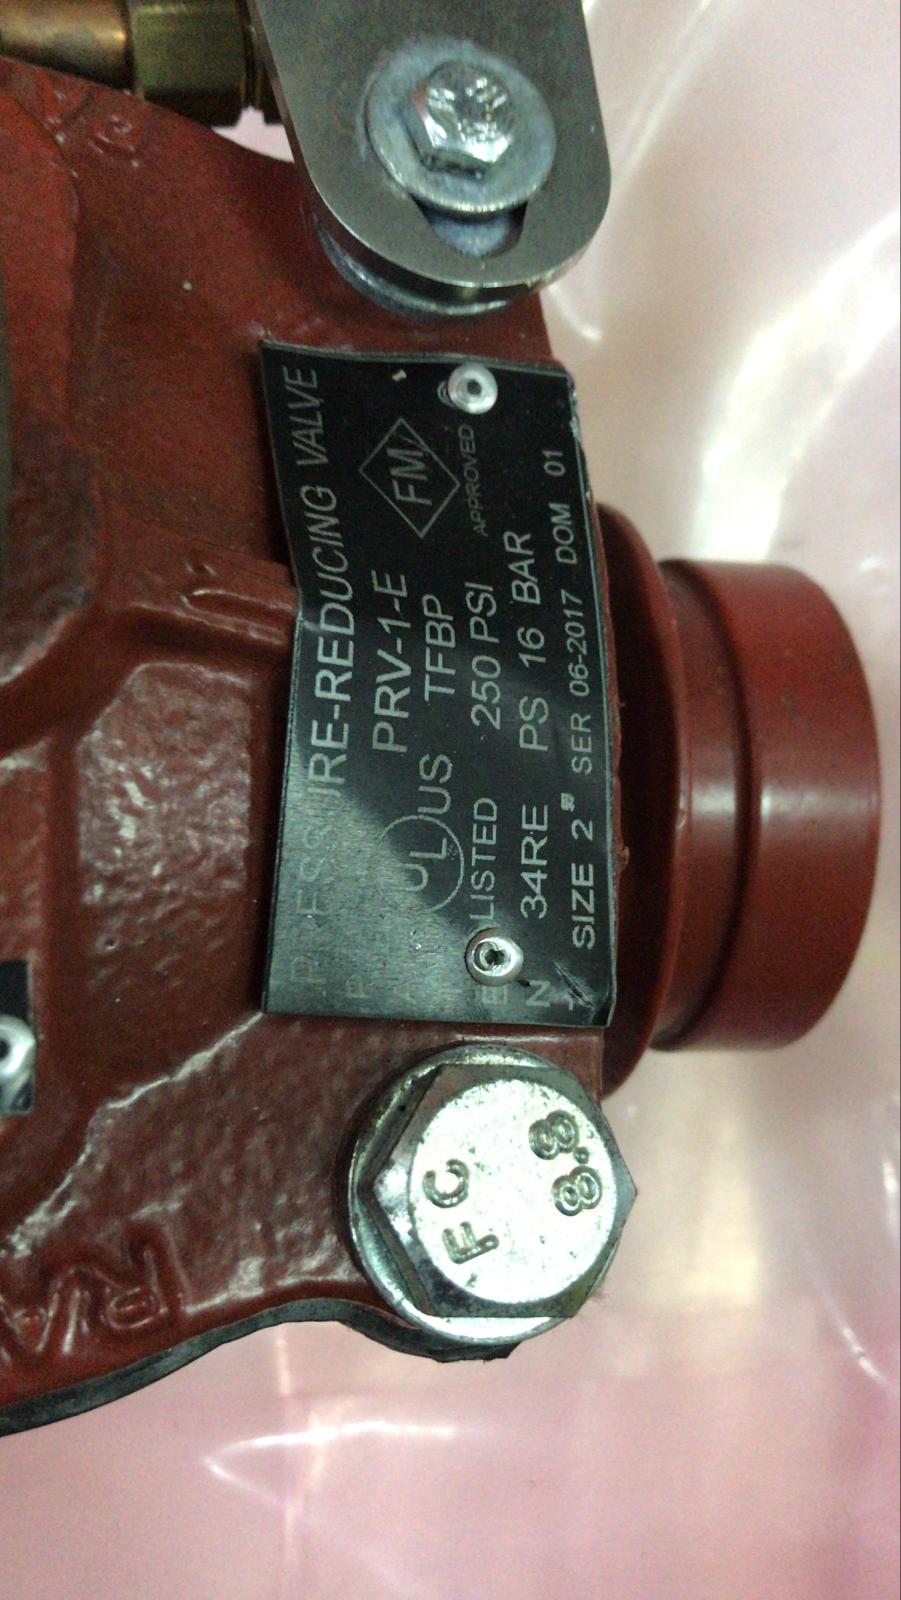 PRESSURE-REDUCING VALVE
PRV-1-E
TFBP
FM
APPROVED
UL US
LISTED
250 PSI
34RE PS 16 BAR
SIZE 2" SER 06-2017 DOM 01
FC
8.8